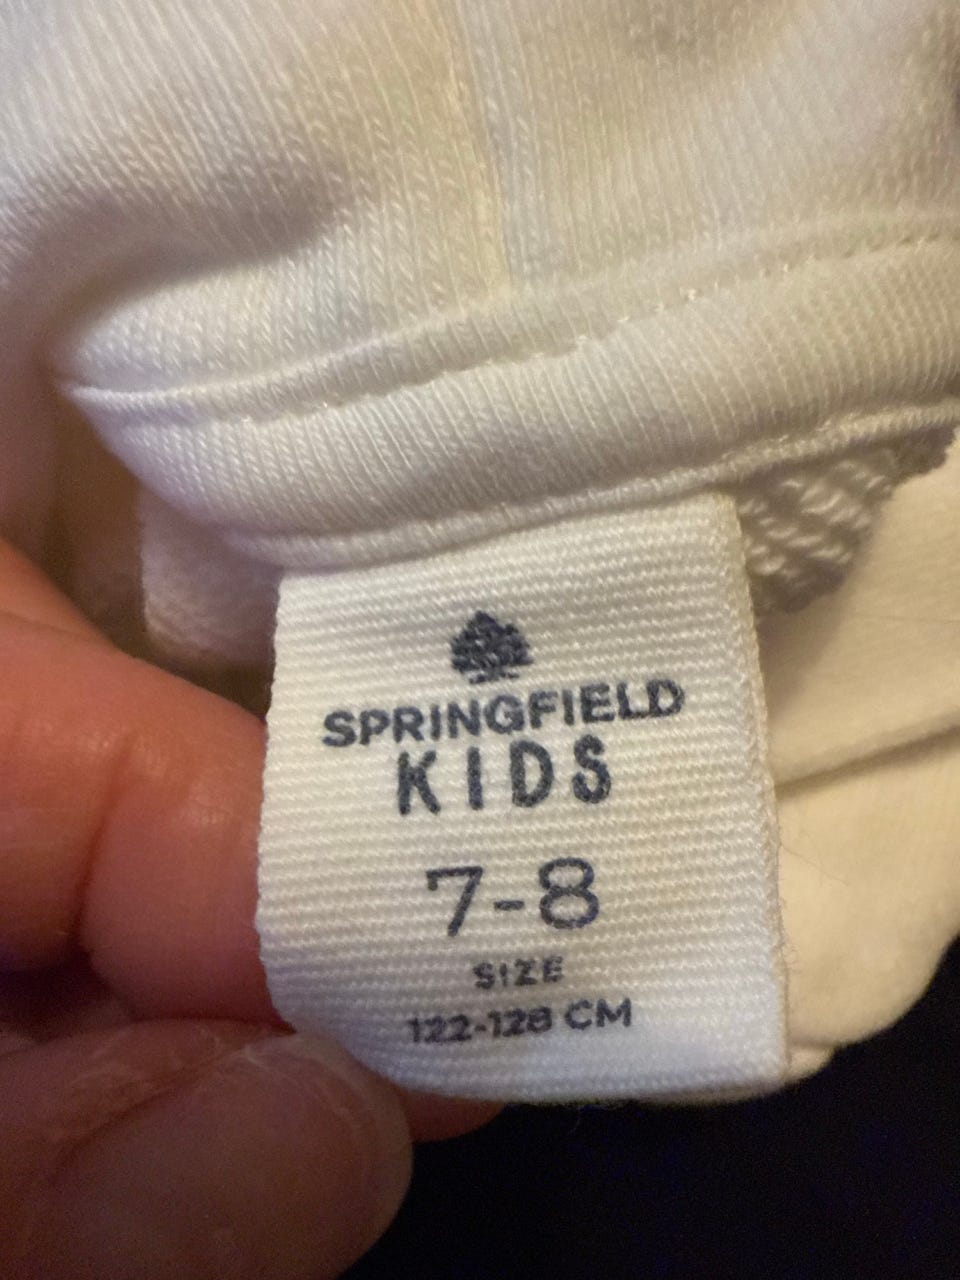 SPRINGFIELD
KIDS
7-8
SIZE
122-128 CM